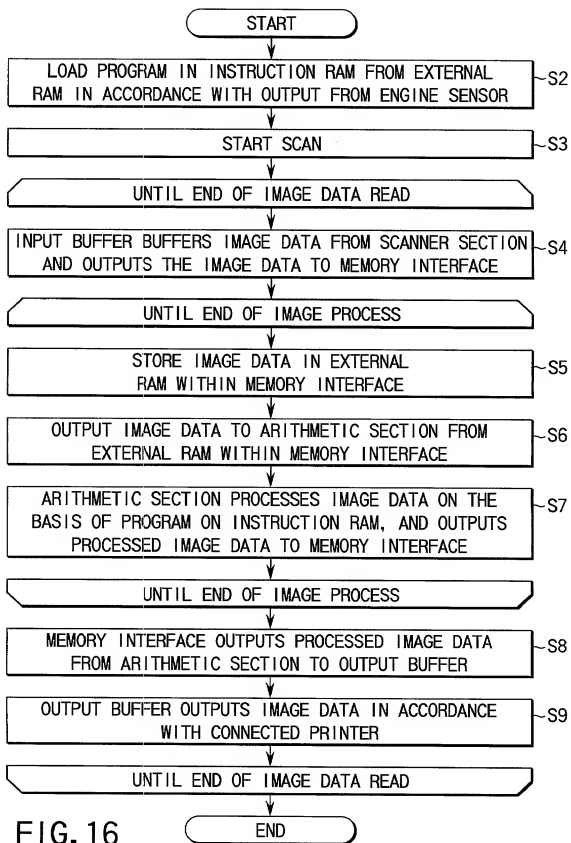 START
LOAD PROGRAM IN INSTRUCTION RAM FROM EXTERNAL
RAM IN ACCORDANCE WITH OUTPUT FROM ENGINE SENSOR
S2
START SCAN
S3
UNTIL END OF IMAGE DATA READ
INPUT BUFFER BUFFERS IMAGE DATA FROM SCANNER SECTION
AND OUTPUTS THE IMAGE DATA TO MEMORY INTERFACE
S4
UNTIL END OF IMAGE PROCESS
STORE IMAGE DATA IN EXTERNAL
RAM WITHIN MEMORY INTERFACE
S5
OUTPUT IMAGE DATA TO ARITHMETIC SECTION FROM
EXTERNAL RAM WITHIN MEMORY INTERFACE
S6
ARITHMETIC SECTION PROCESSES IMAGE DATA ON THE
BASIS OF PROGRAM ON INSTRUCTION RAM, AND OUTPUTS
PROCESSED IMAGE DATA TO MEMORY INTERFACE
S7
UNTIL END OF IMAGE PROCESS
MEMORY INTERFACE OUTPUTS PROCESSED IMAGE DATA
FROM ARITHMETIC SECTION TO OUTPUT BUFFER
S8
OUTPUT BUFFER OUTPUTS IMAGE DATA IN ACCORDANCE
WITH CONNECTED PRINTER
S9
UNTIL END OF IMAGE DATA READ
END
FIG. 16